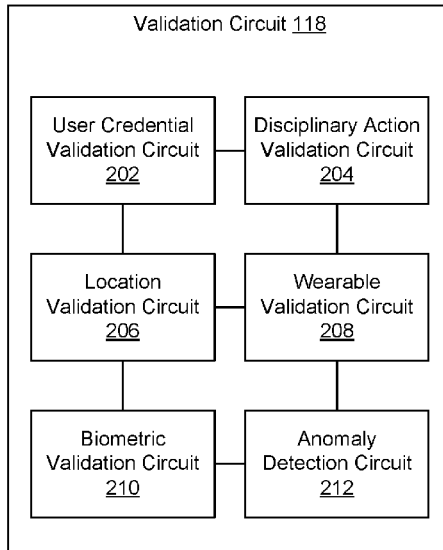 Validation Circuit 118
User Credential
Validation Circuit
202
Disciplinary Action
Validation Circuit
204
Location
Validation Circuit
206
Wearable
Validation Circuit
208
Biometric
Validation Circuit
210
Anomaly
Detection Circuit
212